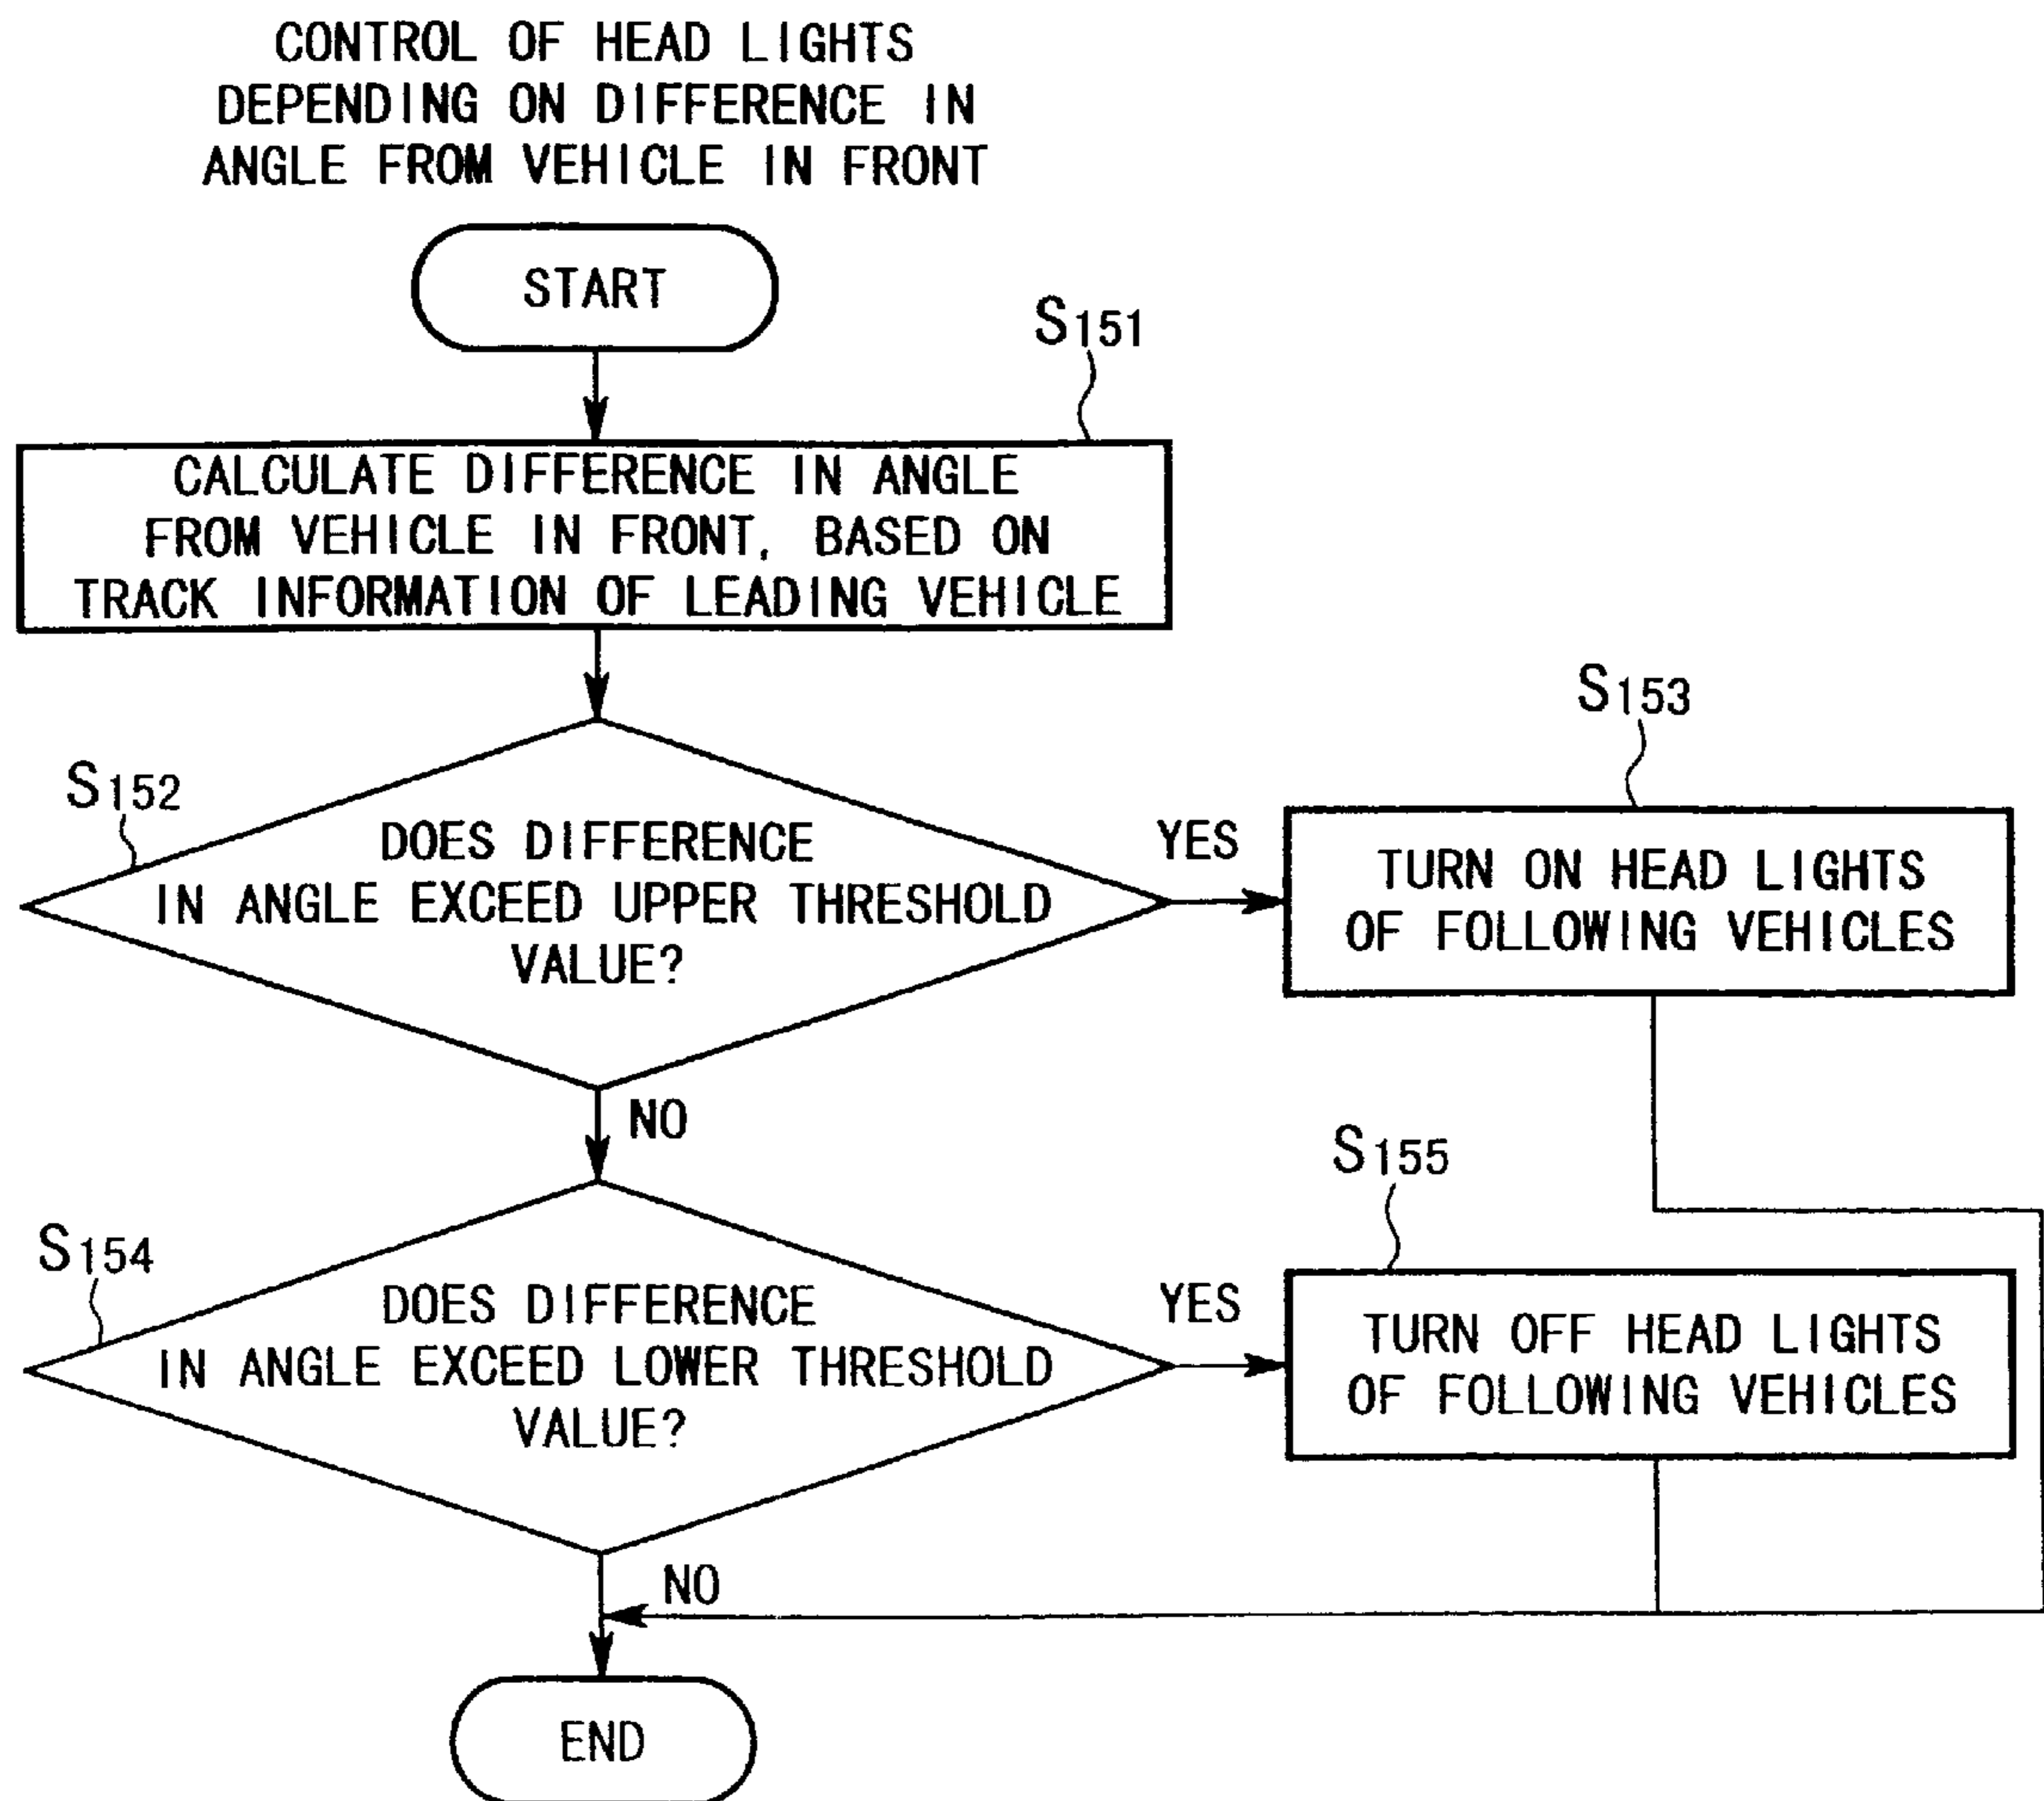 CONTROL OF HEAD LIGHTS
DEPENDING ON DIFFERENCE IN
ANGLE FROM VEHICLE IN FRONT
START
S151
CALCULATE DIFFERENCE IN ANGLE
FROM VEHICLE IN FRONT, BASED ON
TRACK INFORMATION OF LEADING VEHICLE
S152
DOES DIFFERENCE
IN ANGLE EXCEED UPPER THRESHOLD
VALUE?
YES
S153
TURN ON HEAD LIGHTS
OF FOLLOWING VEHICLES
NO
S154
DOES DIFFERENCE
IN ANGLE EXCEED LOWER THRESHOLD
VALUE?
YES
S155
TURN OFF HEAD LIGHTS
OF FOLLOWING VEHICLES
NO
END